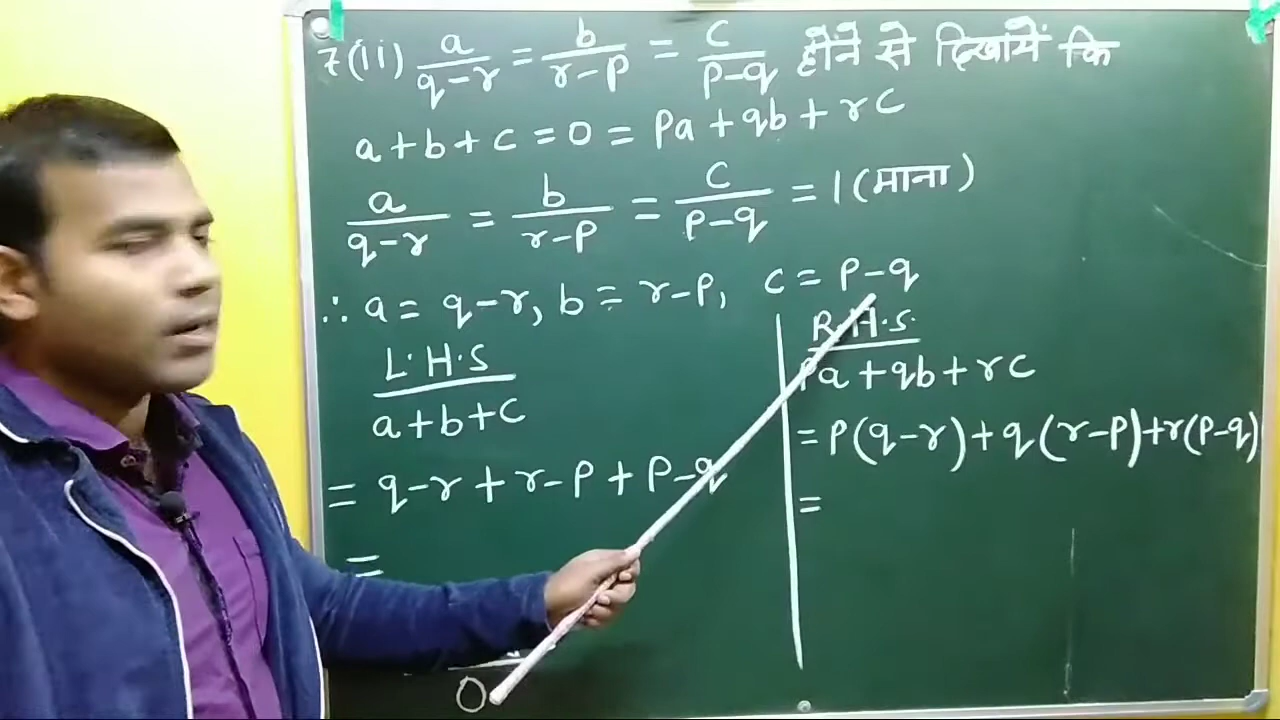 7(ii) a/q-r = b/r-p = c/p-q होने से दिखायें कि
a+b+c = 0 = pa+qb+rc
a/q-r = b/r-p = c/p-q = 1 (माना)
∴ a = q-r, b = r-p, c = p-q
L.H.S
a+b+c
= q-r+r-p+p-q
=
0
R.H.S.
pa+qb+rc
= p(q-r)+q(r-p)+r(p-q)
=